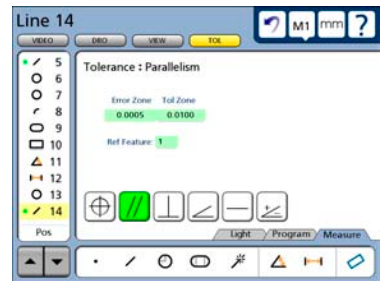 Line 14
M1 mm ?
VIDEO DRO VIEW TOL
5
6
7
8
9
10
11
12
13
14
Pos
Tolerance : Parallelism
Error Zone Tol Zone
0.0005 0.0100
Ref Feature 1
Light Program Measure